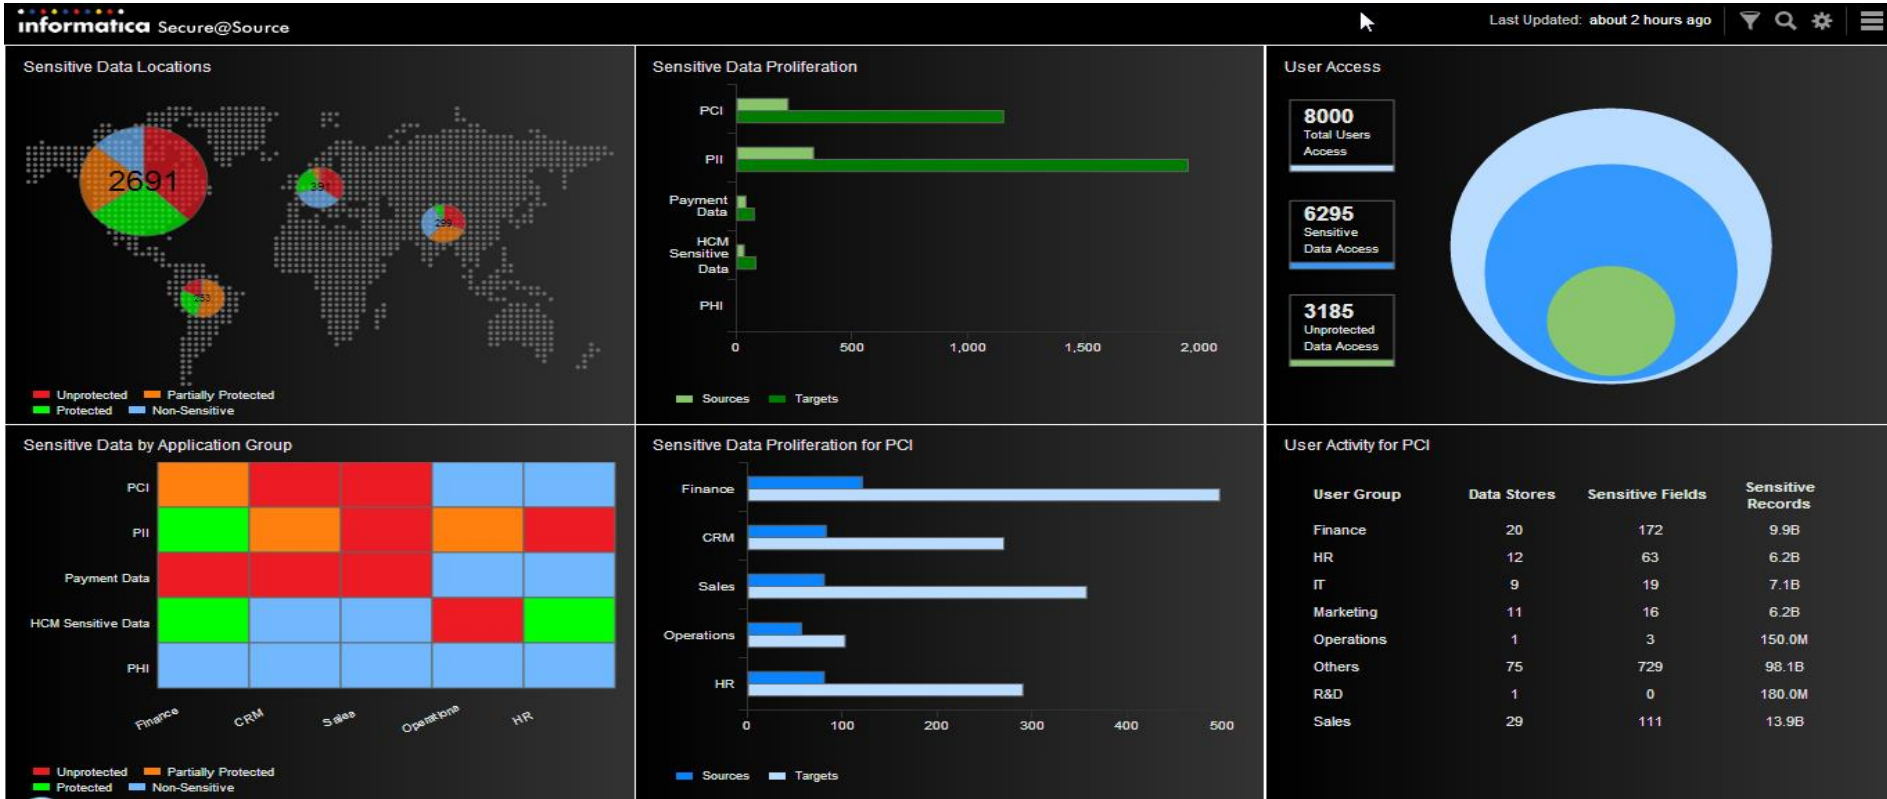 informatica Secure@Source
Last Updated: about 2 hours ago
Sensitive Data Locations
2691
391
299
253
Unprotected Partially Protected
Protected Non-Sensitive
Sensitive Data Proliferation
PCI
PII
Payment
Data
HCM
Sensitive
Data
PHI
0 500 1,000 1,500 2,000
Sources Targets
User Access
8000
Total Users
Access
6295
Sensitive
Data Access
3185
Unprotected
Data Access
Sensitive Data by Application Group
PCI
PII
Payment Data
HCM Sensitive Data
PHI
Finance CRM Sales Operations HR
Unprotected Partially Protected
Protected Non-Sensitive
Sensitive Data Proliferation for PCI
Finance
CRM
Sales
Operations
HR
0 100 200 300 400 500
Sources Targets
User Activity for PCI
User Group Data Stores Sensitive Fields Sensitive
Records
Finance 20 172 9.9B
HR 12 63 6.2B
IT 9 19 7.1B
Marketing 11 16 6.2B
Operations 1 3 150.0M
Others 75 729 98.1B
R&D 1 0 180.0M
Sales 29 111 13.9B